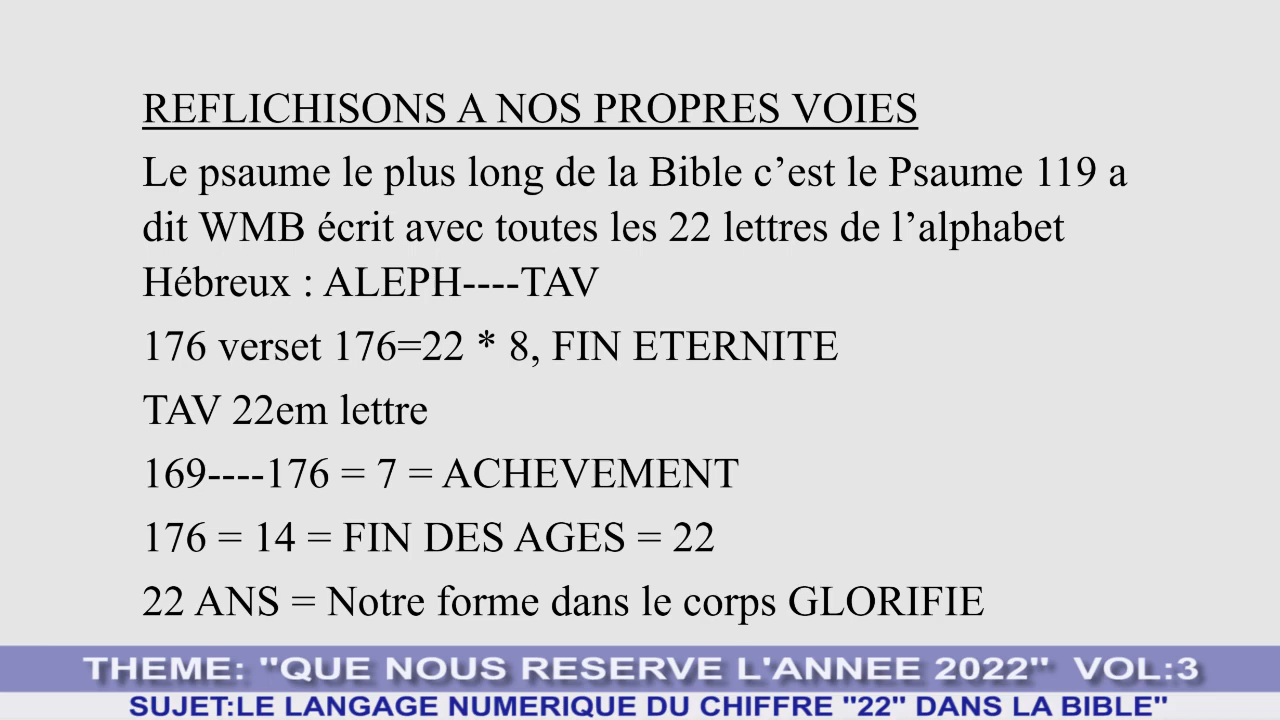 REFLICHISONS A NOS PROPRES VOIES
Le psaume le plus long de la Bible c’est le Psaume 119 a
dit WMB écrit avec toutes les 22 lettres de l’alphabet
Hébreux : ALEPH----TAV
176 verset 176=22 * 8, FIN ETERNITE
TAV 22em lettre
169----176 = 7 = ACHEVEMENT
176 = 14 = FIN DES AGES = 22
22 ANS = Notre forme dans le corps GLORIFIE
THEME: "QUE NOUS RESERVE L'ANNEE 2022" VOL:3
SUJET:LE LANGAGE NUMERIQUE DU CHIFFRE "22" DANS LA BIBLE"